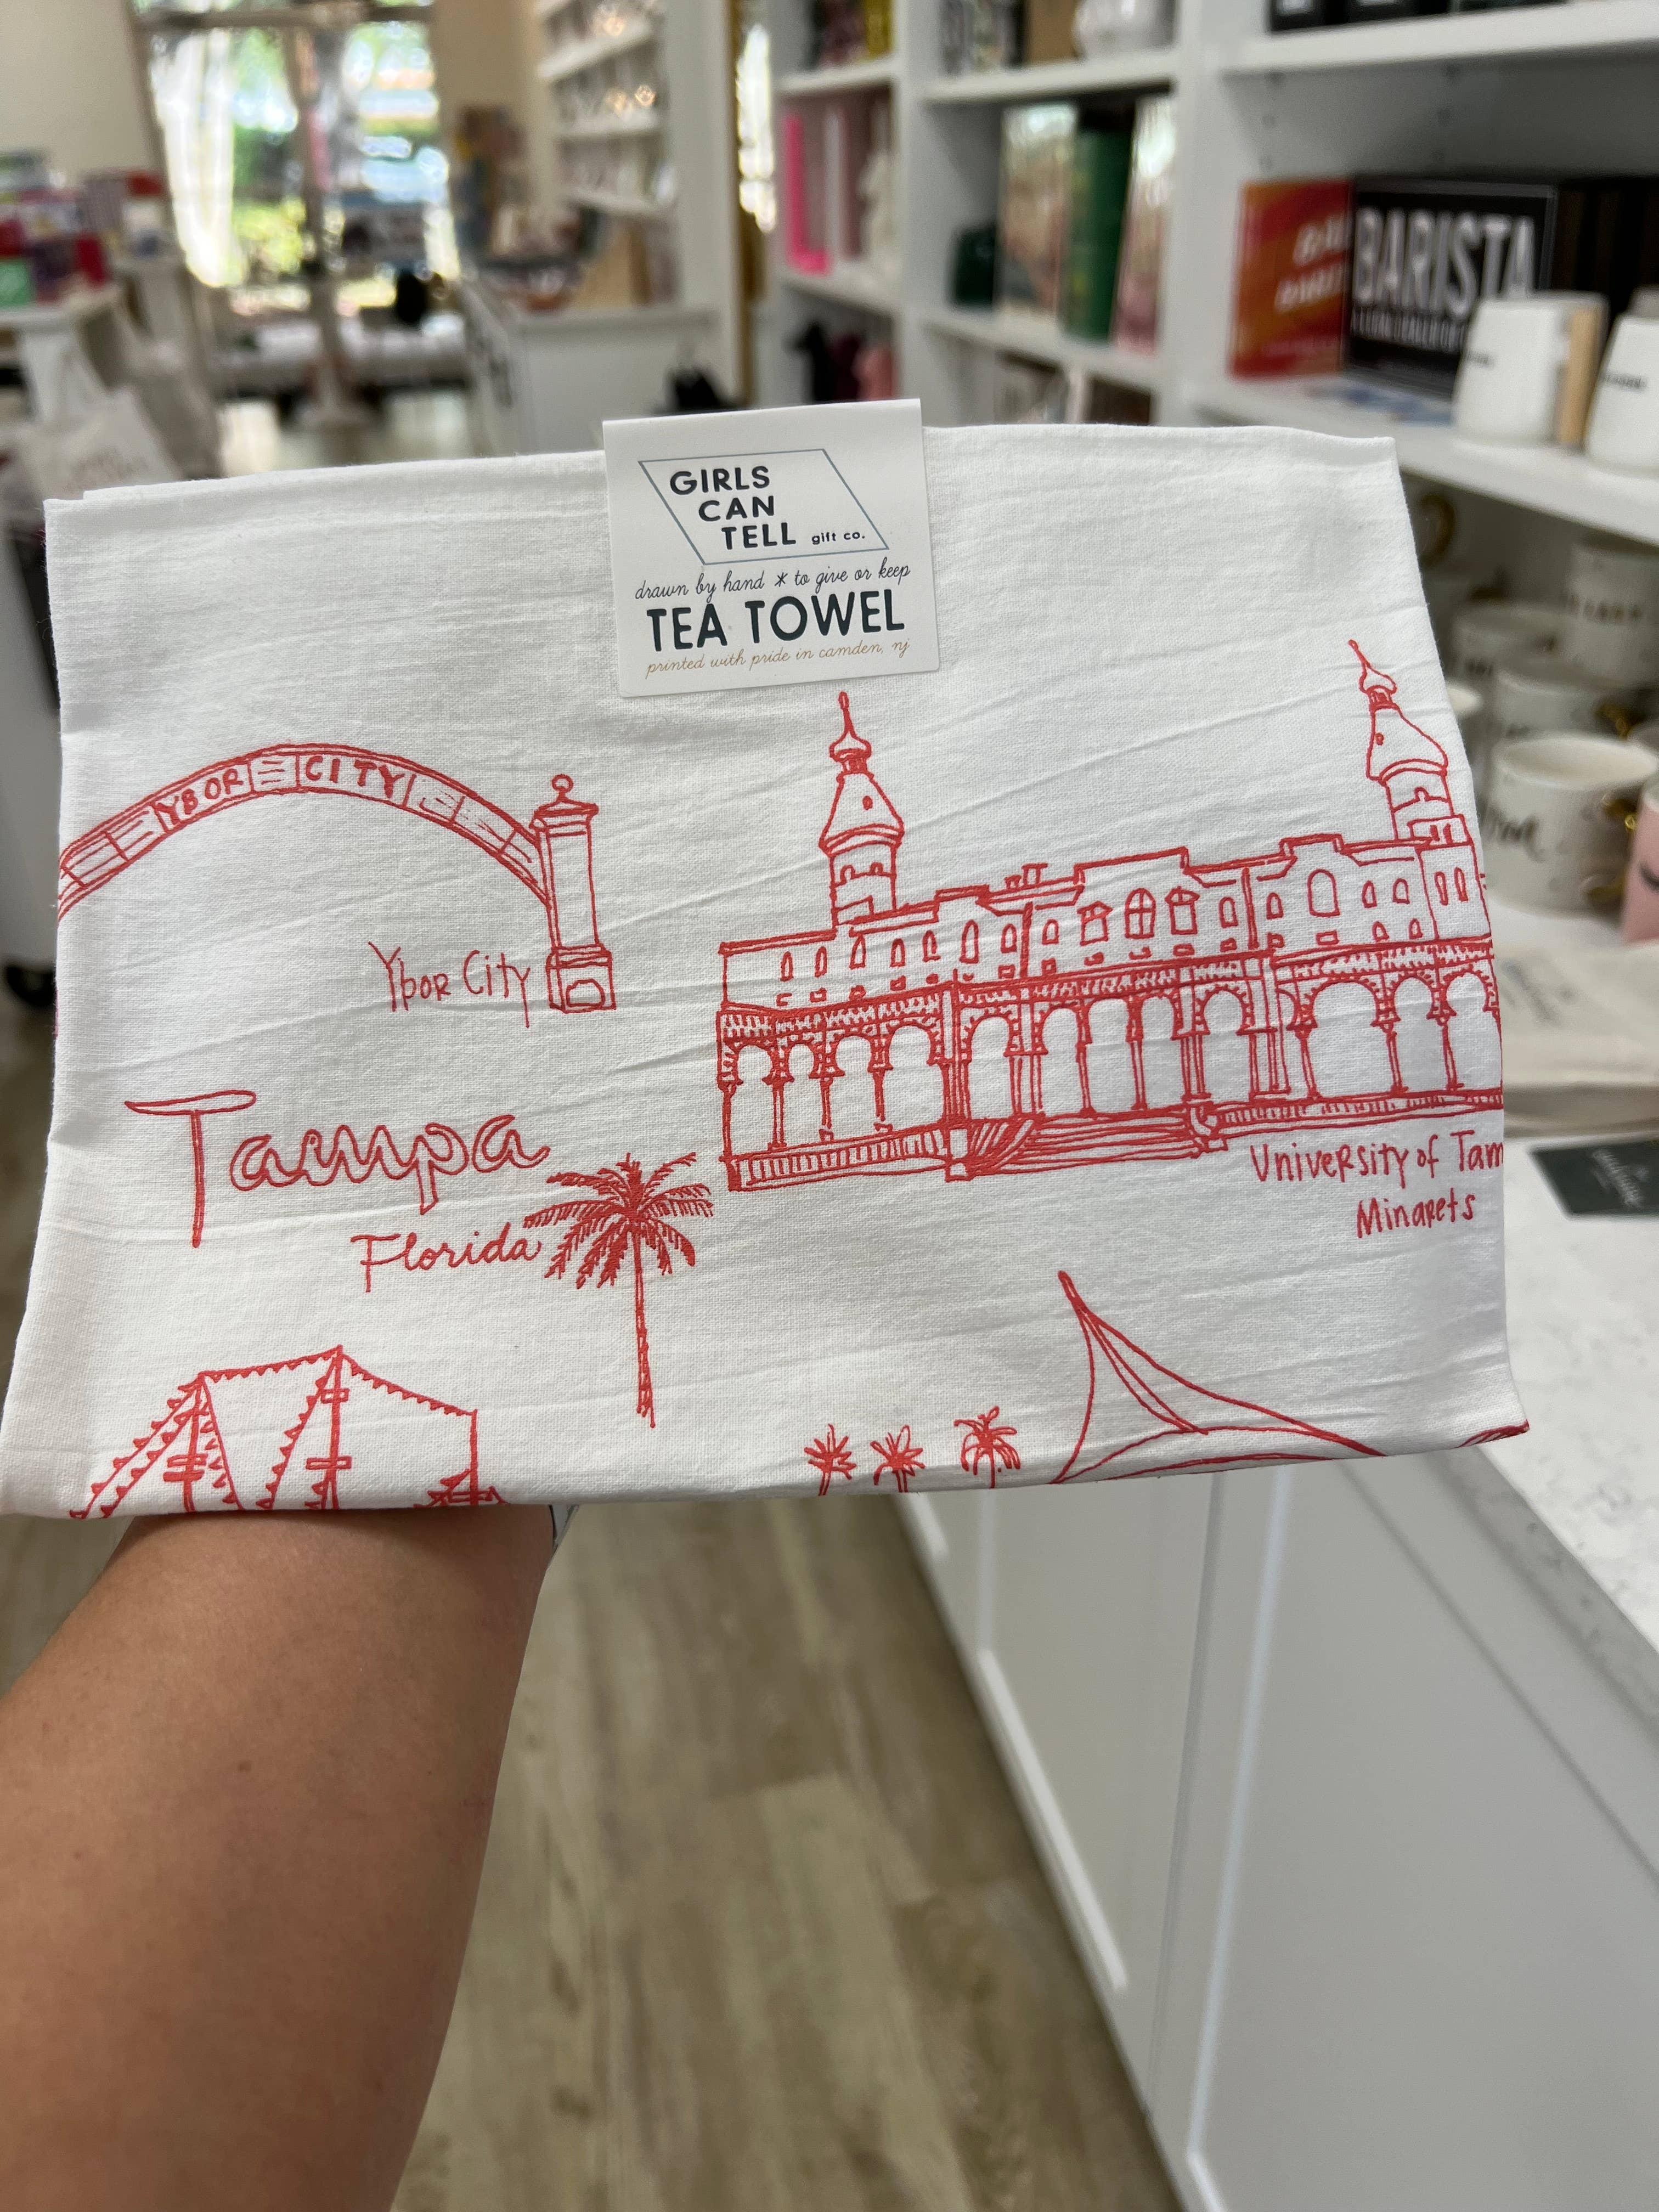 BARISTA
GIRLS
CAN
TELL gift co.
drawn by hand * to give or keep
TEA TOWEL
printed with pride in camden, nj
YBOR CITY
Ybor City
Tampa
Florida
University of Tam
Minarets